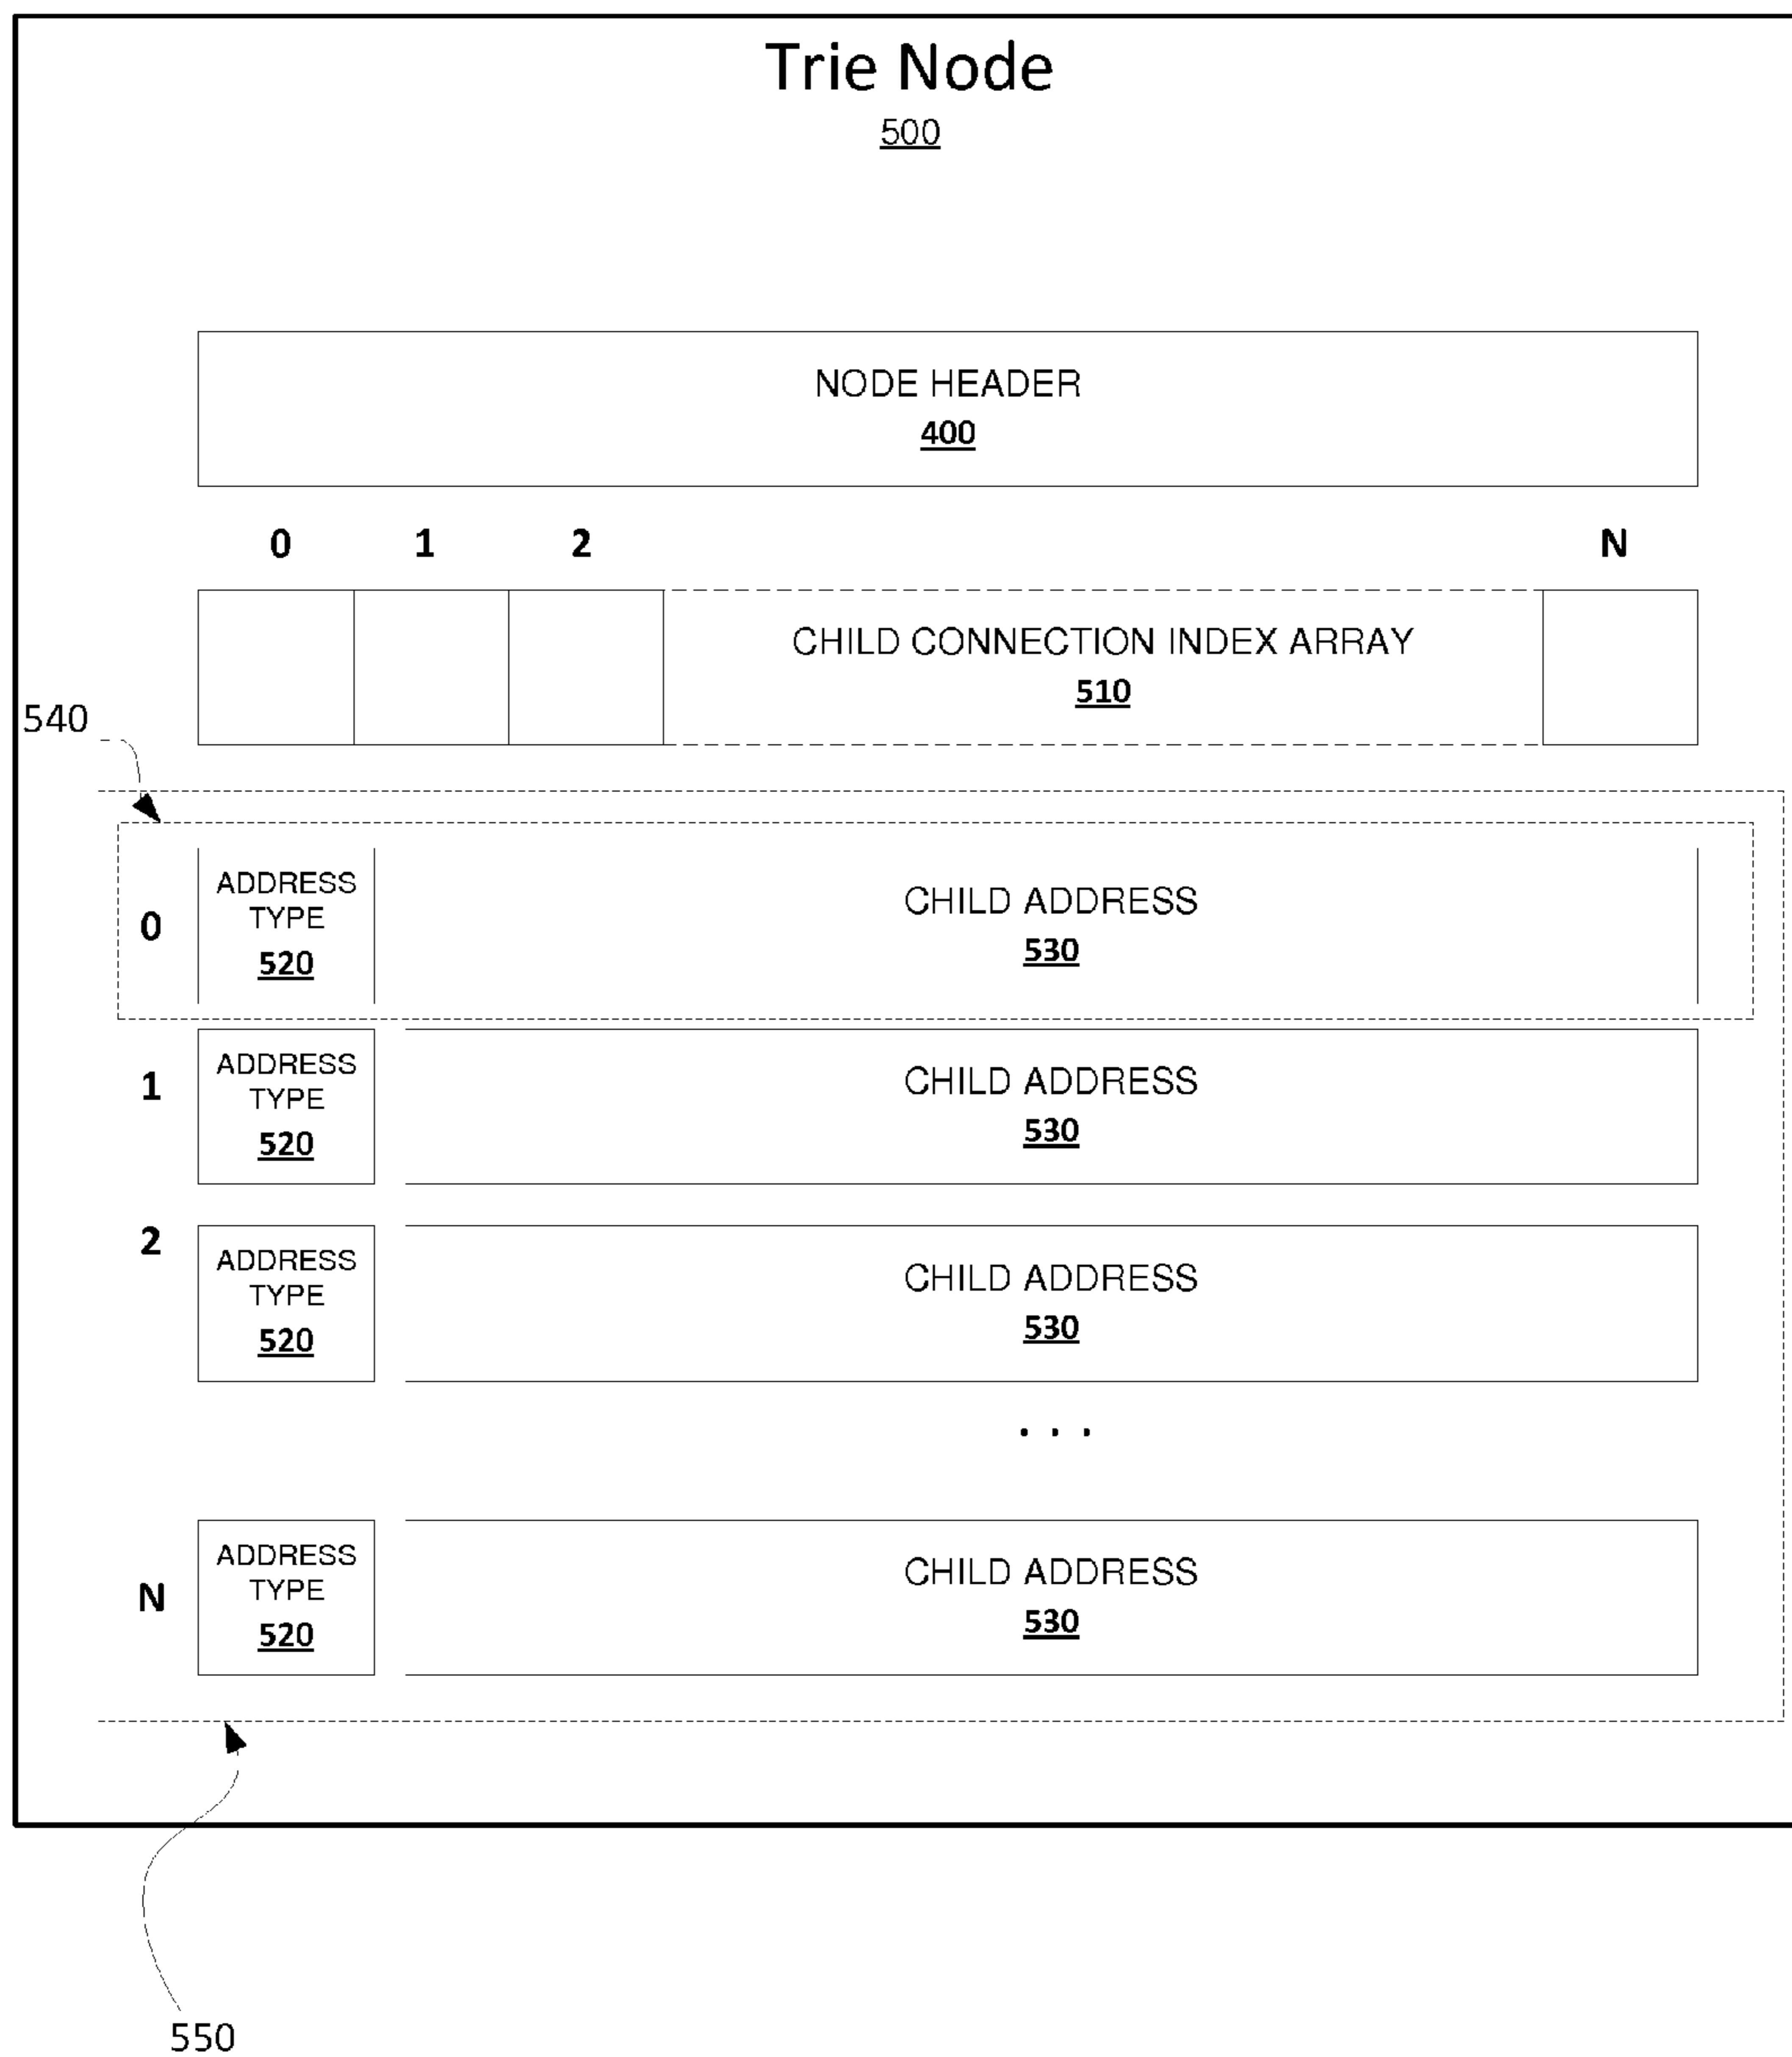 Trie Node
500
NODE HEADER
400
0 1 2 N
CHILD CONNECTION INDEX ARRAY
510
540
0
ADDRESS
TYPE
520
CHILD ADDRESS
530
1
ADDRESS
TYPE
520
CHILD ADDRESS
530
2
ADDRESS
TYPE
520
CHILD ADDRESS
530
. . .
N
ADDRESS
TYPE
520
CHILD ADDRESS
530
550